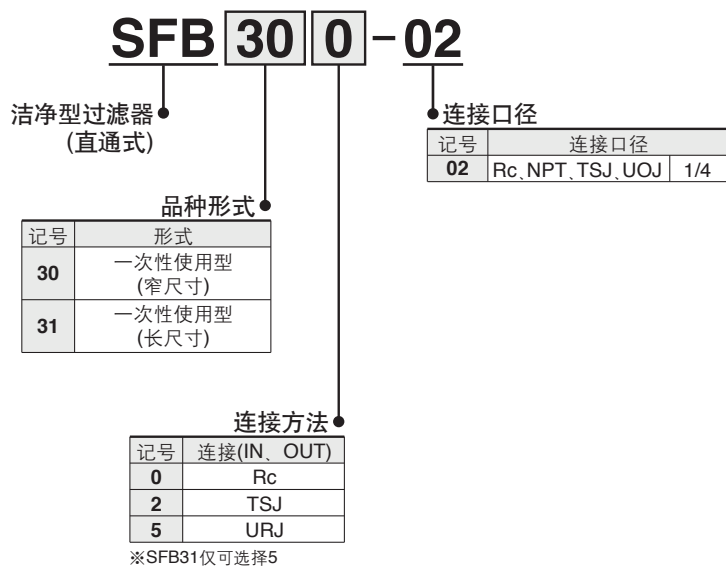 SFB 30 0-02
洁净型过滤器
(直通式)
连接口径
记号 连接口径
02 Rc、NPT、TSJ、UOJ 1/4
品种形式
记号 形式
30 一次性使用型
(窄尺寸)
31 一次性使用型
(长尺寸)
连接方法
记号 连接(IN、OUT)
0 Rc
2 TSJ
5 URJ
※SFB31仅可选择5